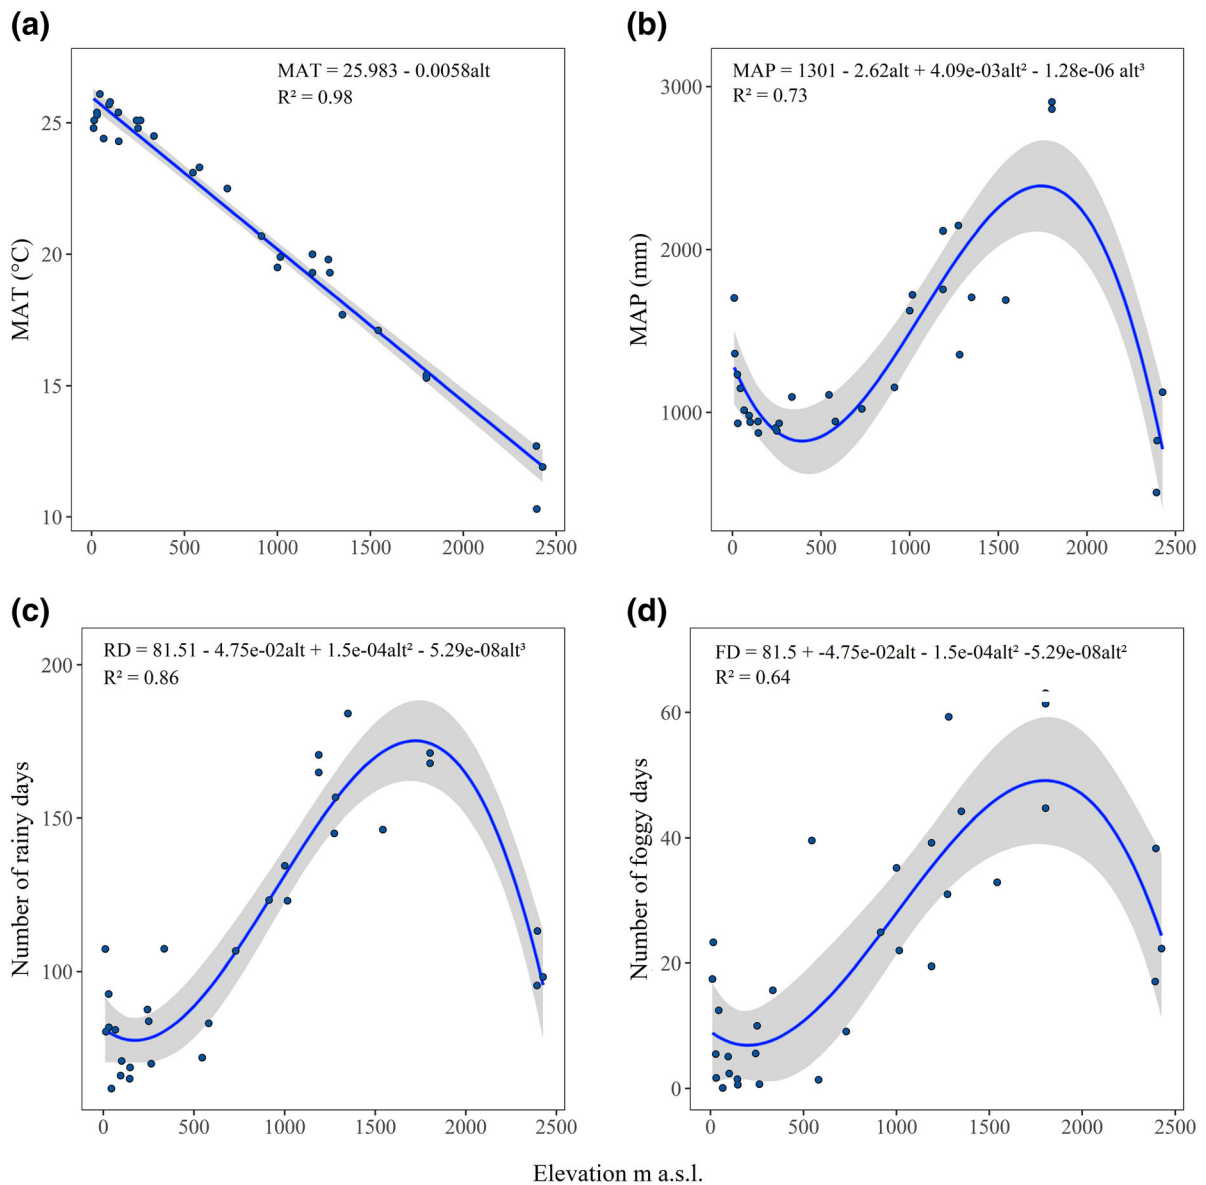 (a)
MAT = 25.983 - 0.0058alt
R² = 0.98
MAT (°C)
25
20
15
10
0 500 1000 1500 2000 2500
(b)
MAP = 1301 - 2.62alt + 4.09e-03alt² - 1.28e-06 alt³
R² = 0.73
MAP (mm)
3000
2000
1000
0 500 1000 1500 2000 2500
(c)
RD = 81.51 - 4.75e-02alt + 1.5e-04alt² - 5.29e-08alt³
R² = 0.86
Number of rainy days
200
150
100
0 500 1000 1500 2000 2500
(d)
FD = 81.5 + -4.75e-02alt - 1.5e-04alt² -5.29e-08alt²
R² = 0.64
Number of foggy days
60
40
20
0
0 500 1000 1500 2000 2500
Elevation m a.s.l.